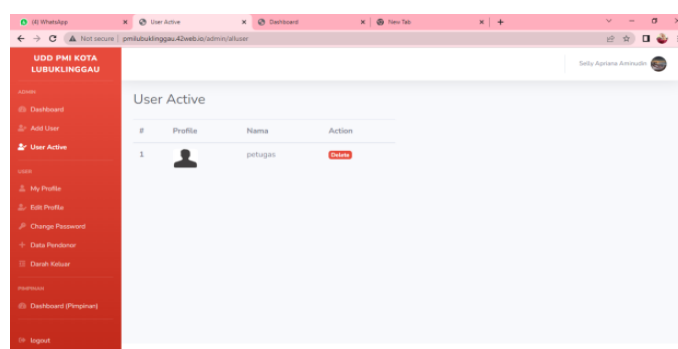 (4) WhatsApp
User Active
Dashboard
New Tab
Not secure | pmilubuklinggau.42web.io/admin/alluser
UDD PMI KOTA
LUBUKLINGGAU
Selly Apriana Aminudin
ADMIN
Dashboard
Add User
User Active
USER
My Profile
Edit Profile
Change Password
Data Pendonor
Darah Keluar
PIMPINAN
Dashboard (Pimpinan)
logout
User Active
# Profile Nama Action
1 petugas Delete